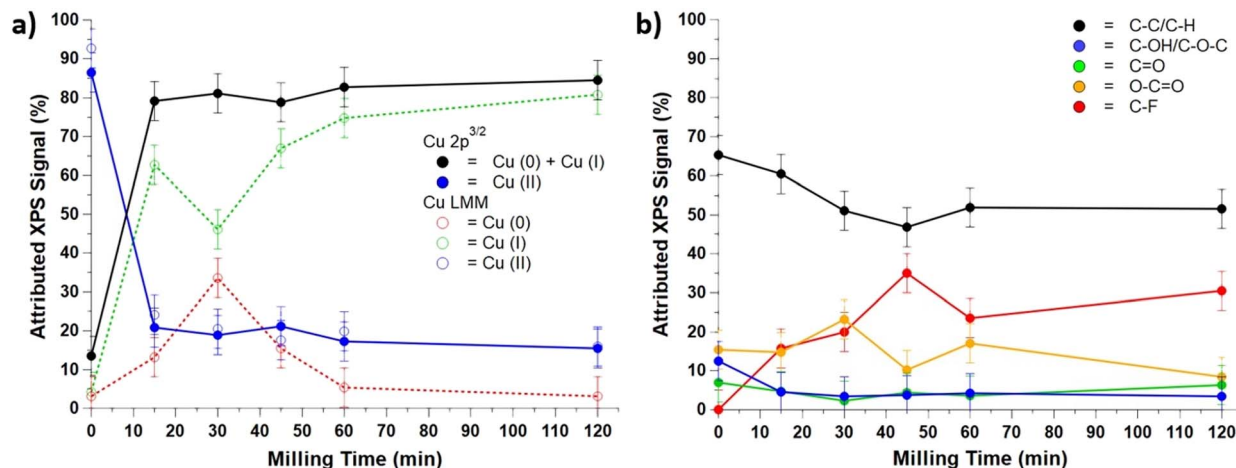 a)
Attributed XPS Signal (%)
100
90
80
70
60
50
40
30
20
10
0
Cu 2p3/2
= Cu (0) + Cu (I)
= Cu (II)
Cu LMM
= Cu (0)
= Cu (I)
= Cu (II)
0 10 20 30 40 50 60 70 80 90 100 110 120
Milling Time (min)
b)
Attributed XPS Signal (%)
100
90
80
70
60
50
40
30
20
10
0
= C-C/C-H
= C-OH/C-O-C
= C=O
= O-C=O
= C-F
0 10 20 30 40 50 60 70 80 90 100 110 120
Milling Time (min)